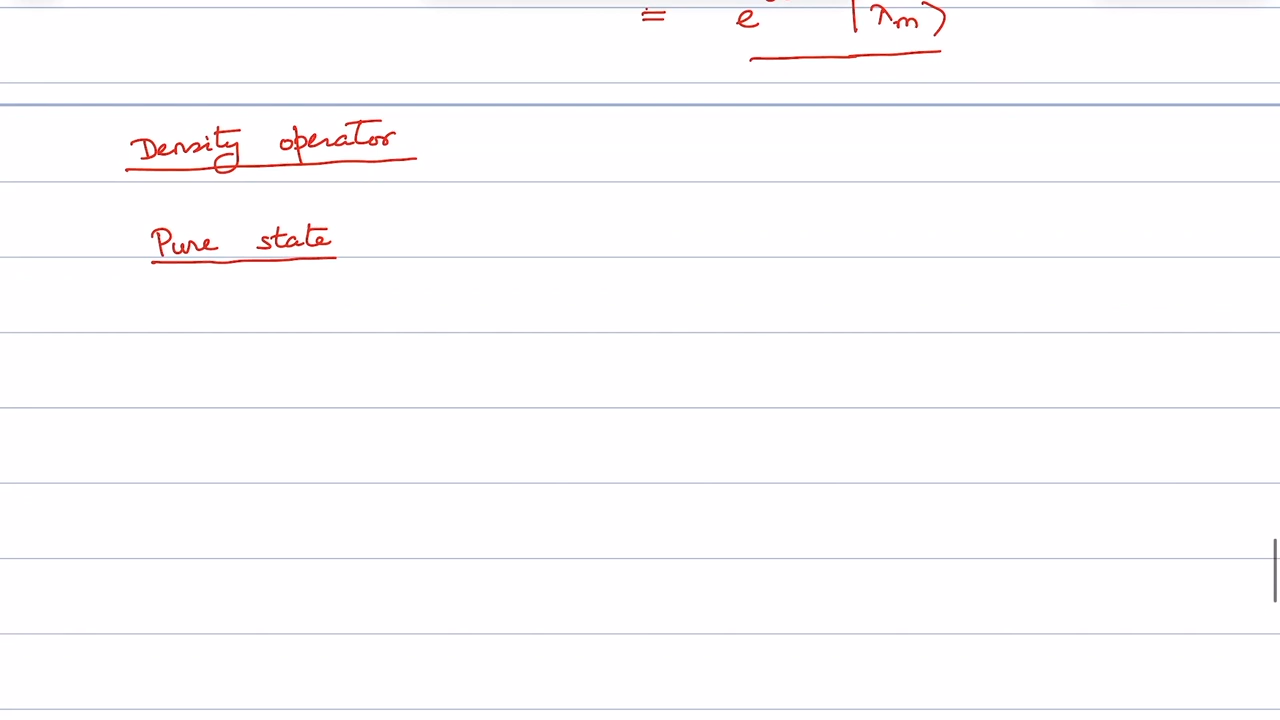 = e |λm⟩
Density operator
Pure state